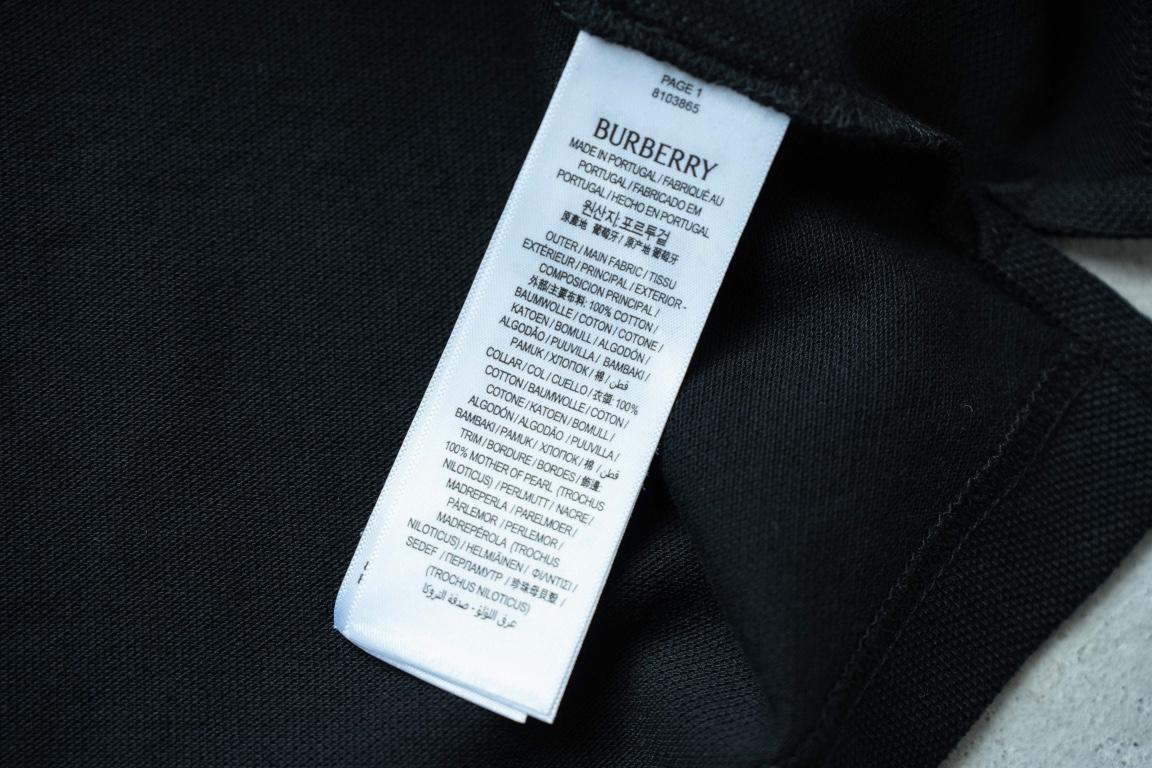 PAGE 1
8103865
BURBERRY
MADE IN PORTUGAL / FABRIQUÉ AU
PORTUGAL / FABRICADO EM
PORTUGAL / HECHO EN PORTUGAL
원산지:포르투갈
原產地 葡萄牙 / 原产地 葡萄牙
OUTER / MAIN FABRIC / TISSU
EXTÉRIEUR / PRINCIPAL / EXTERIOR -
COMPOSICION PRINCIPAL /
外部/主要布料: 100% COTTON /
BAUMWOLLE / COTON / COTONE /
KATOEN / BOMULL / ALGODÓN /
ALGODÃO / PUUVILLA / BAMBAKI /
PAMUK / ХЛОПОК / 棉 / قطن
COLLAR / COL / CUELLO / 衣領: 100%
COTTON / BAUMWOLLE / COTON /
COTONE / KATOEN / BOMULL /
ALGODÓN / ALGODÃO / PUUVILLA /
BAMBAKI / PAMUK / ХЛОПОК / 棉 / قطن
TRIM / BORDURE / BORDES / 飾邊:
100% MOTHER OF PEARL (TROCHUS
NILOTICUS) / PERLMUTT / NACRE /
MADREPERLA / PARELMOER /
PÄRLEMOR / PERLEMOR /
MADREPÉROLA (TROCHUS
NILOTICUS) / HELMIÄINEN / ΦΙΛΝΤΙΣΙ /
SEDEF / ПЕРЛАМУТР / 珍珠母貝殼 /
(TROCHUS NILOTICUS)
عرق اللؤلؤ - صدفة التروكا